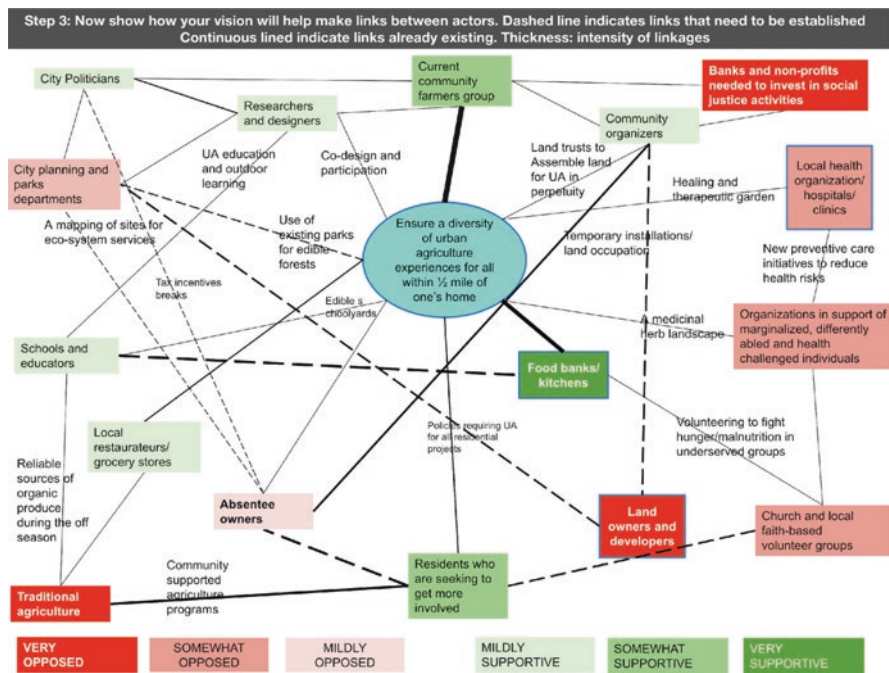 Step 3: Now show how your vision will help make links between actors. Dashed line indicates links that need to be established
Continuous lined indicate links already existing. Thickness: intensity of linkages
City Politicians
Current
community
farmers group
Banks and non-profits
needed to invest in social
justice activities
Researchers
and designers
Community
organizers
City planning and
parks
departments
UA education
and outdoor
learning
Co-design and
participation
Land trusts to
Assemble land
for UA in
perpetuity
Local health
organization/
hospitals/
clinics
Healing and
therapeutic garden
A mapping of sites for
eco-system services
Use of
existing parks
for edible
forests
Ensure a diversity
of urban
agriculture
experiences for all
within ½ mile of
one's home
Temporary installations/
land occupation
New preventive care
initiatives to reduce
health risks
Tax incentives
breaks
Edible s
choolyards
A medicinal
herb landscape
Organizations in support of
marginalized, differently
abled and health
challenged individuals
Schools and
educators
Food banks/
kitchens
Local
restaurateurs/
grocery stores
Policies requiring UA
for all residential
projects
Volunteering to fight
hunger/malnutrition in
underserved groups
Reliable
sources of
organic
produce
during the off
season
Absentee
owners
Land
owners and
developers
Church and local
faith-based
volunteer groups
Community
supported
agriculture
programs
Residents who
are seeking to
get more
involved
Traditional
agriculture
VERY
OPPOSED
SOMEWHAT
OPPOSED
MILDLY
OPPOSED
MILDLY
SUPPORTIVE
SOMEWHAT
SUPPORTIVE
VERY
SUPPORTIVE